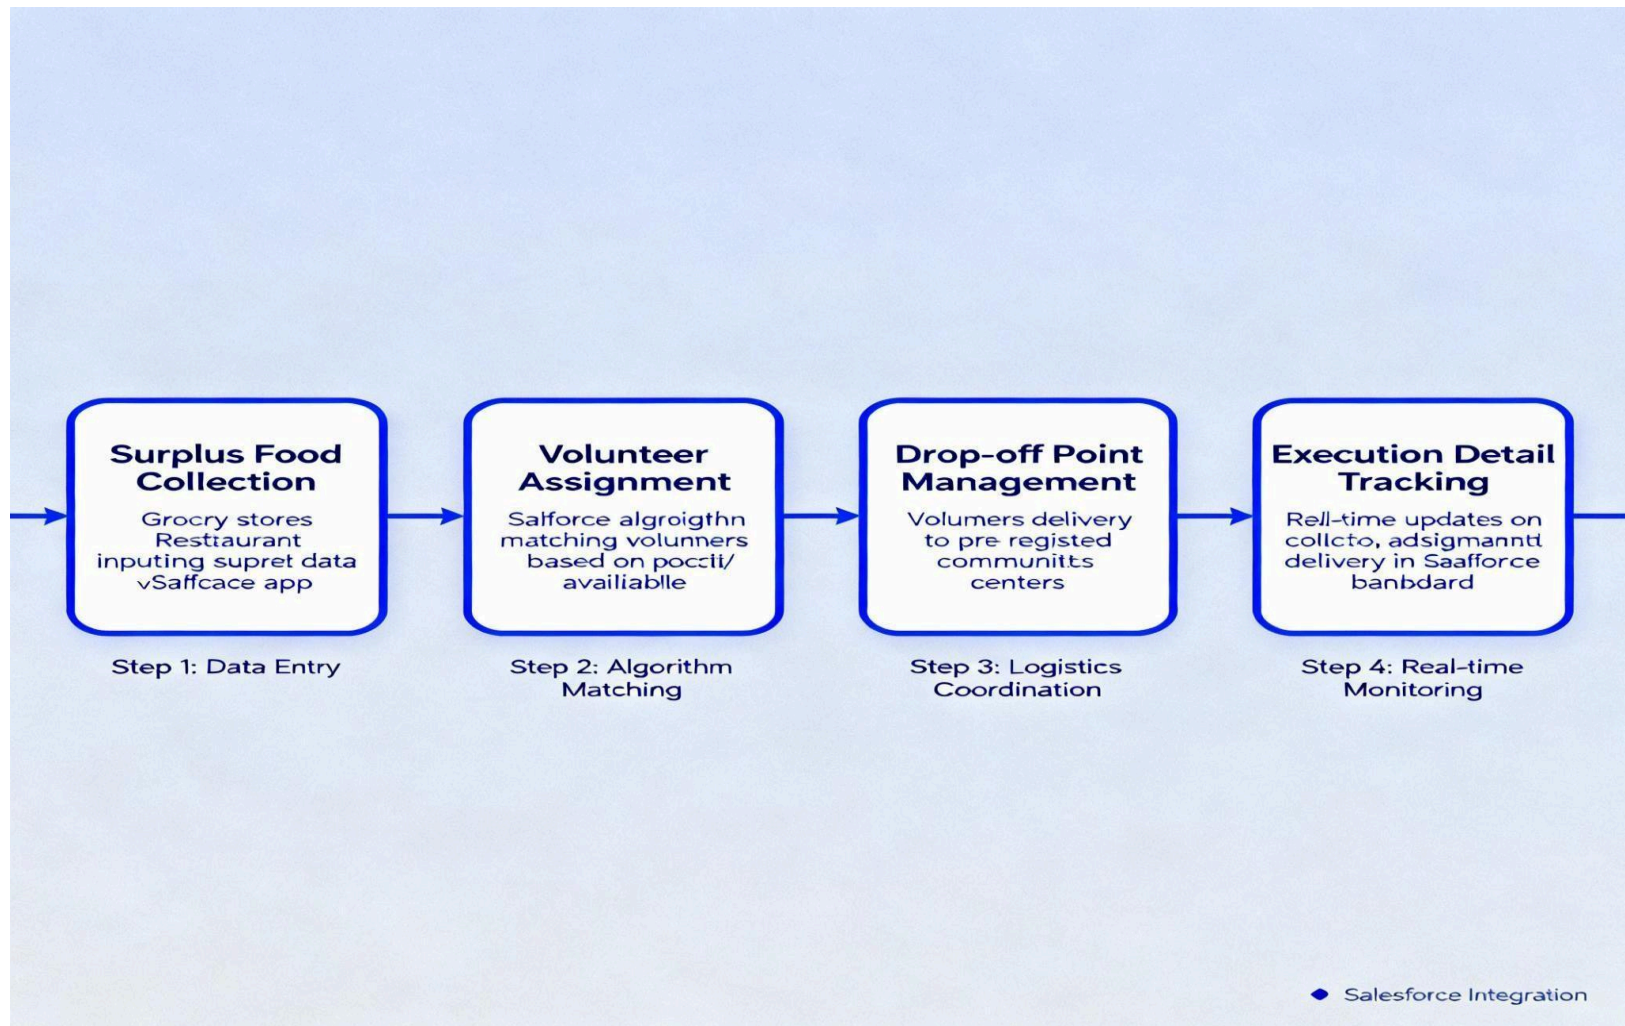 Surplus Food
Collection
Grocry stores
Resttaurant
inputing supret data
vSaffcace app
Step 1: Data Entry
Volunteer
Assignment
Salforce algroigthn
matching volunners
based on poccii/
availiablle
Step 2: Algorithm
Matching
Drop-off Point
Management
Volumers delivery
to pre registed
communitts
centers
Step 3: Logistics
Coordination
Execution Detail
Tracking
Rell-time updates on
collcto, adsigmanntt
delivery in Saafforce
banbdard
Step 4: Real-time
Monitoring
Salesforce Integration